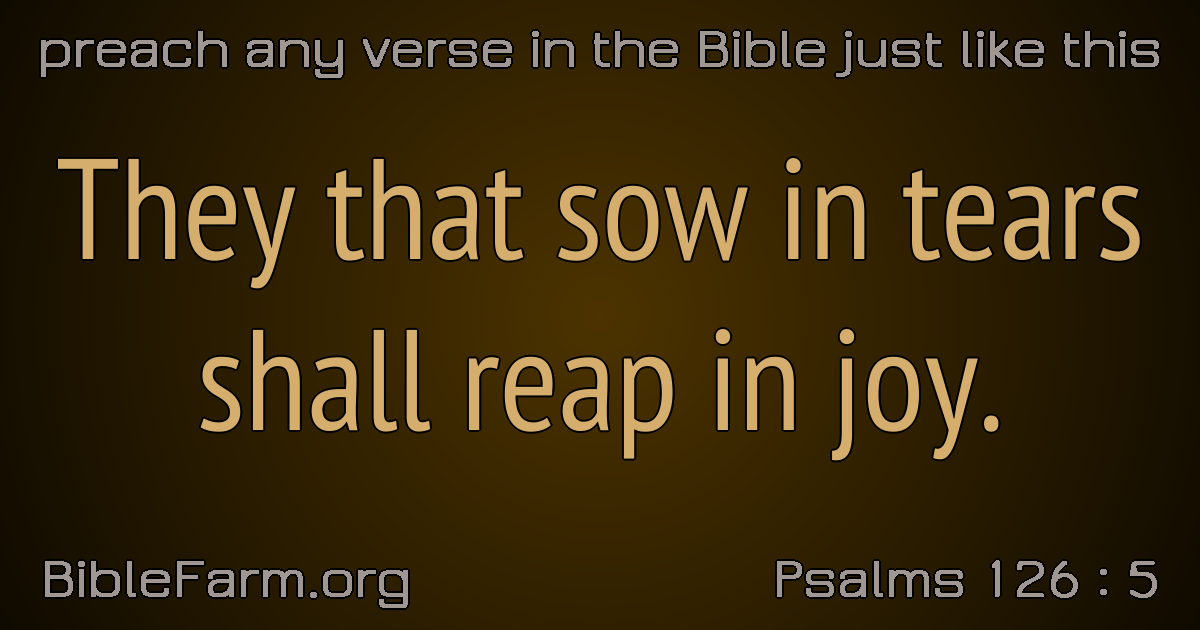 preach any verse in the Bible just like this
They that sow in tears
shall reap in joy.
BibleFarm.org
Psalms 126 : 5